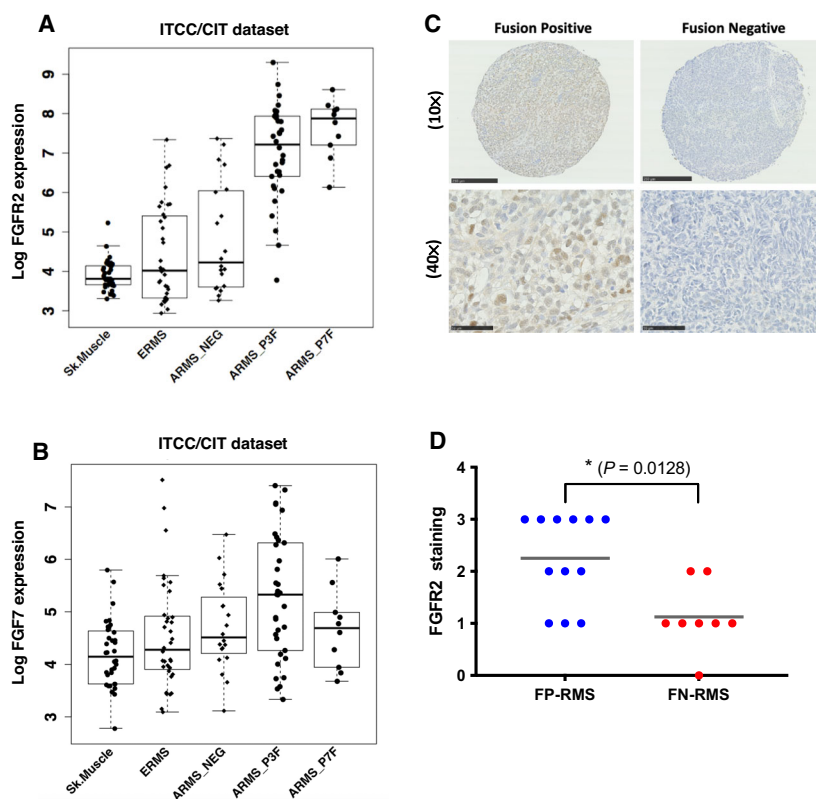 A
ITCC/CIT dataset
Log FGFR2 expression
9
8
7
6
5
4
3
Sk.Muscle
ERMS
ARMS_NEG
ARMS_P3F
ARMS_P7F
B
ITCC/CIT dataset
Log FGF7 expression
7
6
5
4
3
Sk.Muscle
ERMS
ARMS_NEG
ARMS_P3F
ARMS_P7F
C
Fusion Positive
Fusion Negative
(10×)
(40×)
D
* (P = 0.0128)
FGFR2 staining
4
3
2
1
0
FP-RMS
FN-RMS